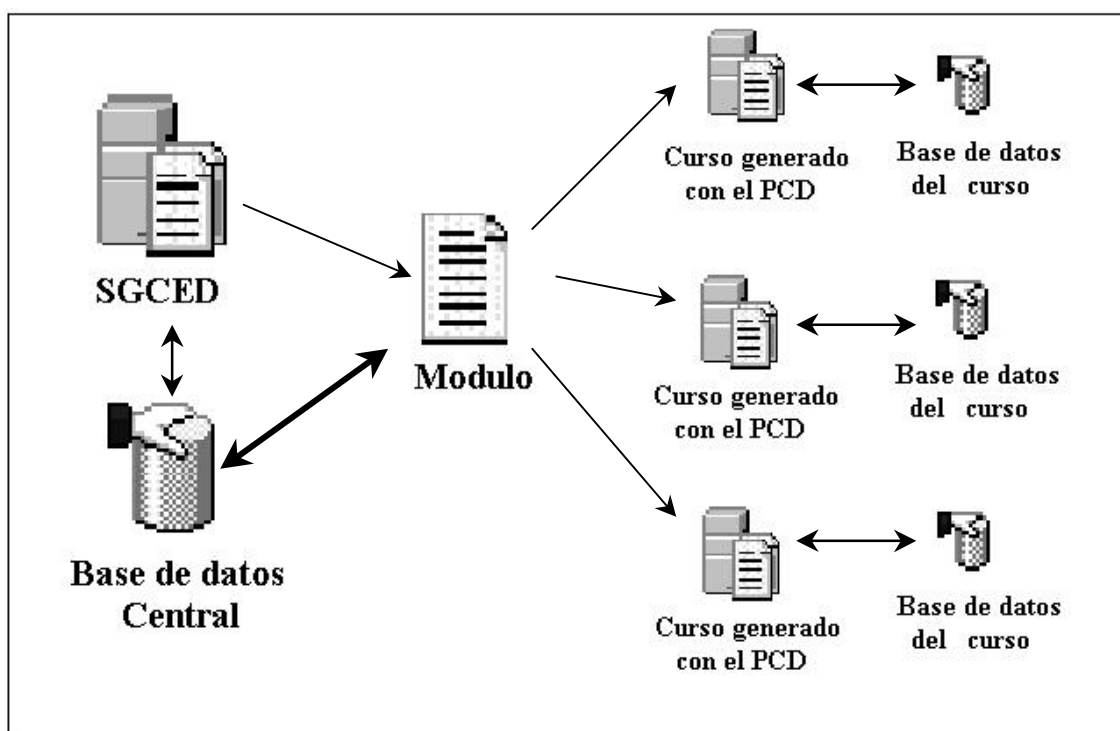 SGCED
Base de datos
Central
Modulo
Curso generado
con el PCD
Base de datos
del curso
Curso generado
con el PCD
Base de datos
del curso
Curso generado
con el PCD
Base de datos
del curso